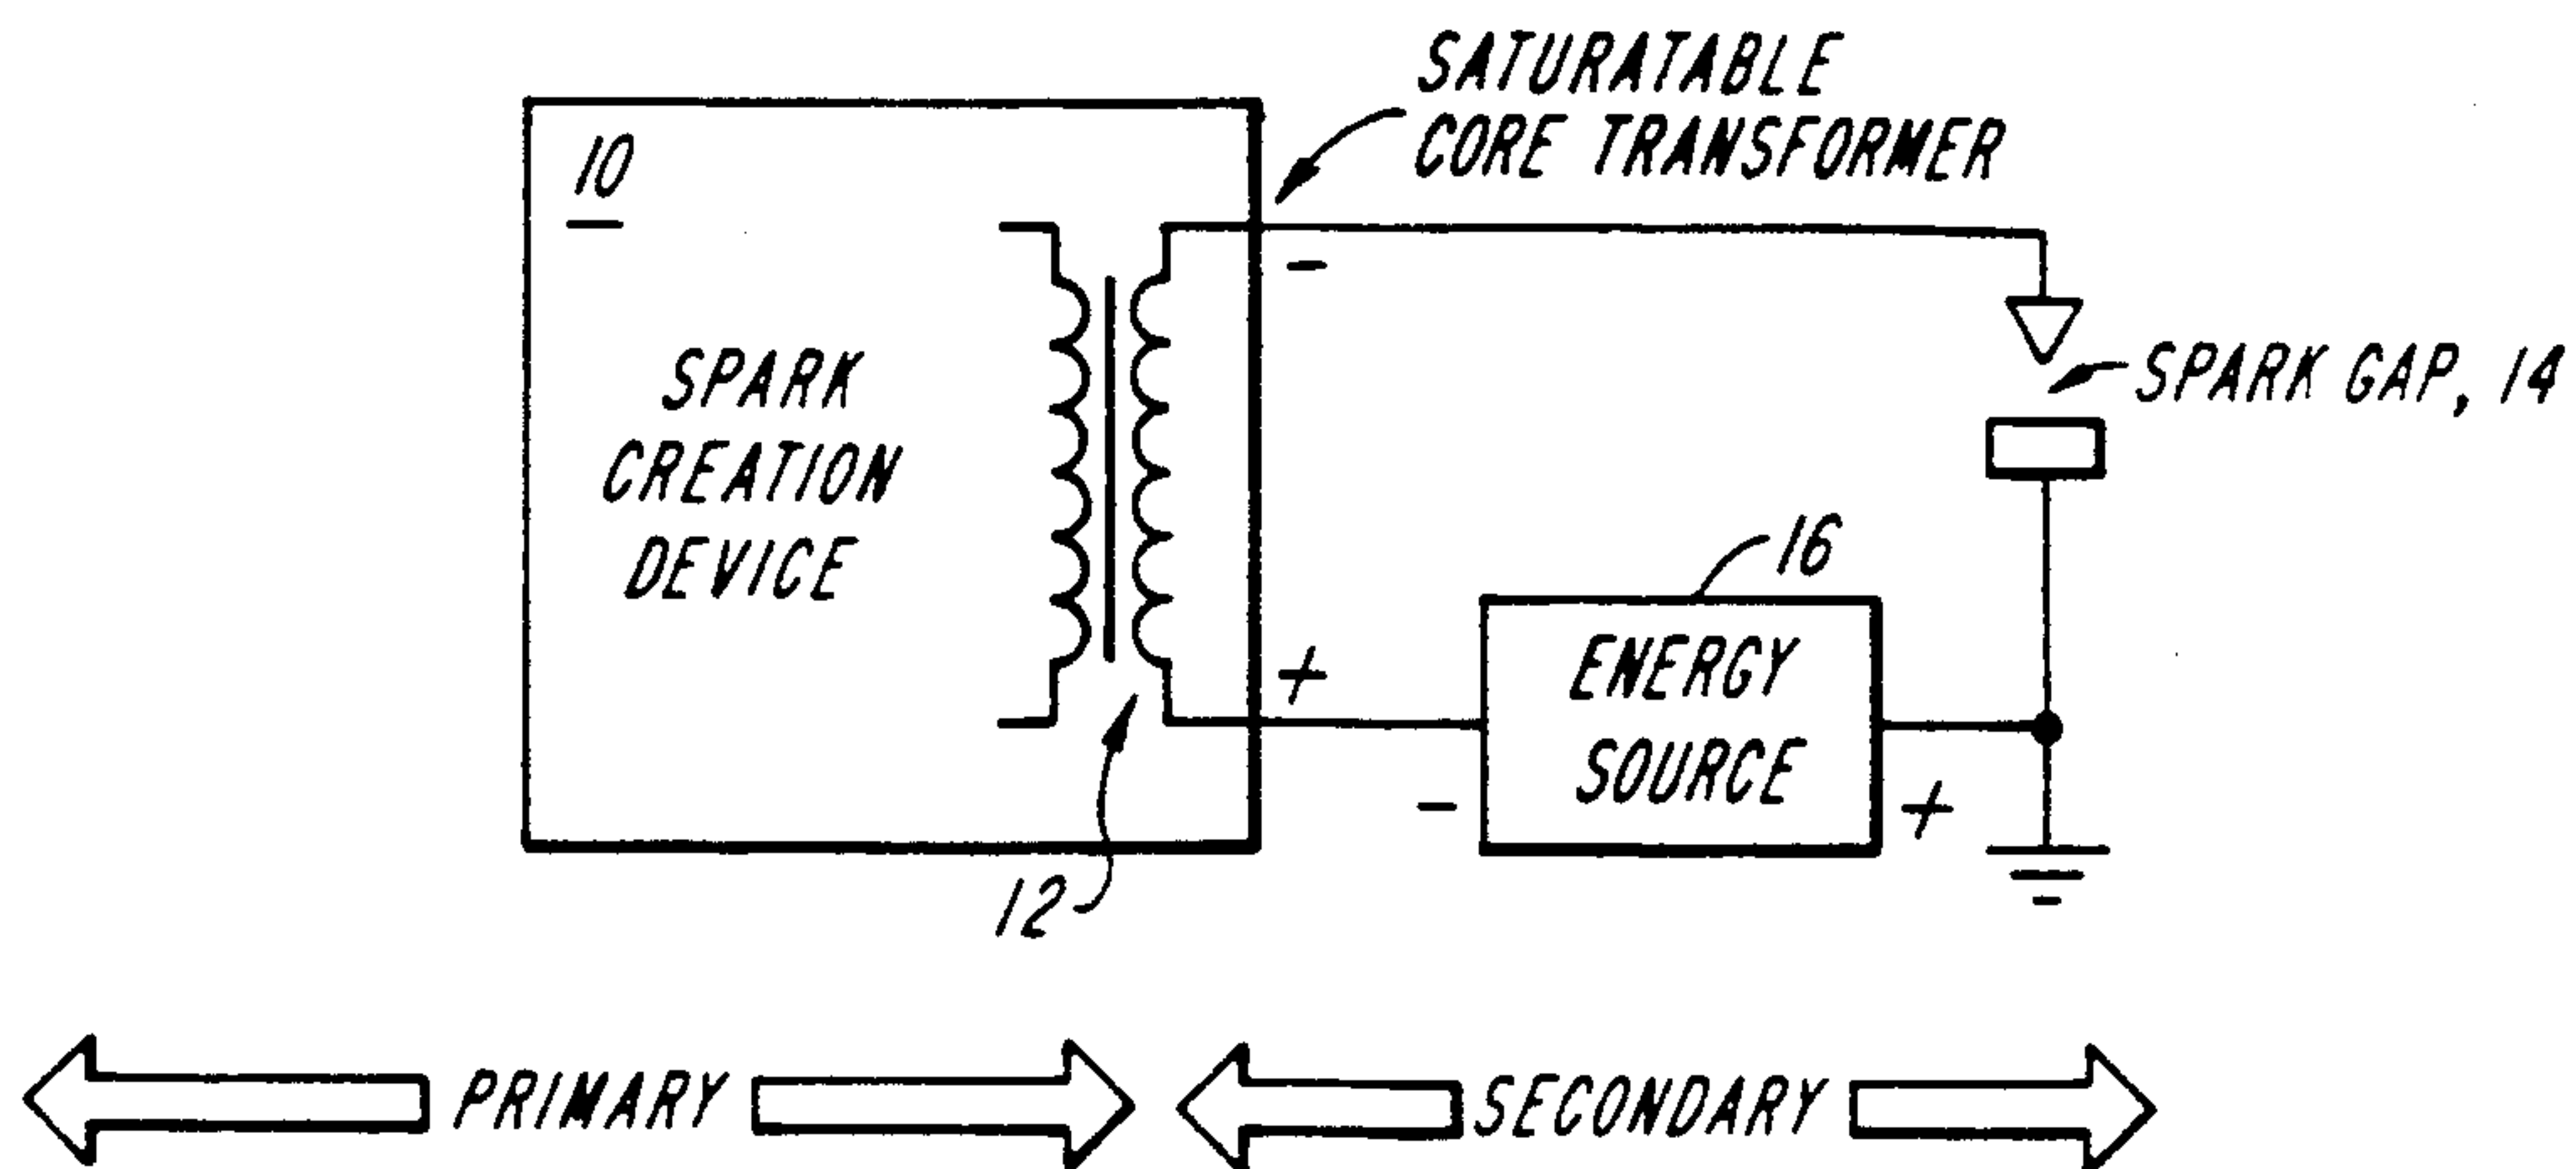 SATURATABLE
CORE TRANSFORMER
10
-
SPARK GAP, 14
SPARK
CREATION
DEVICE
16
+
ENERGY
SOURCE
-
+
12
PRIMARY
SECONDARY